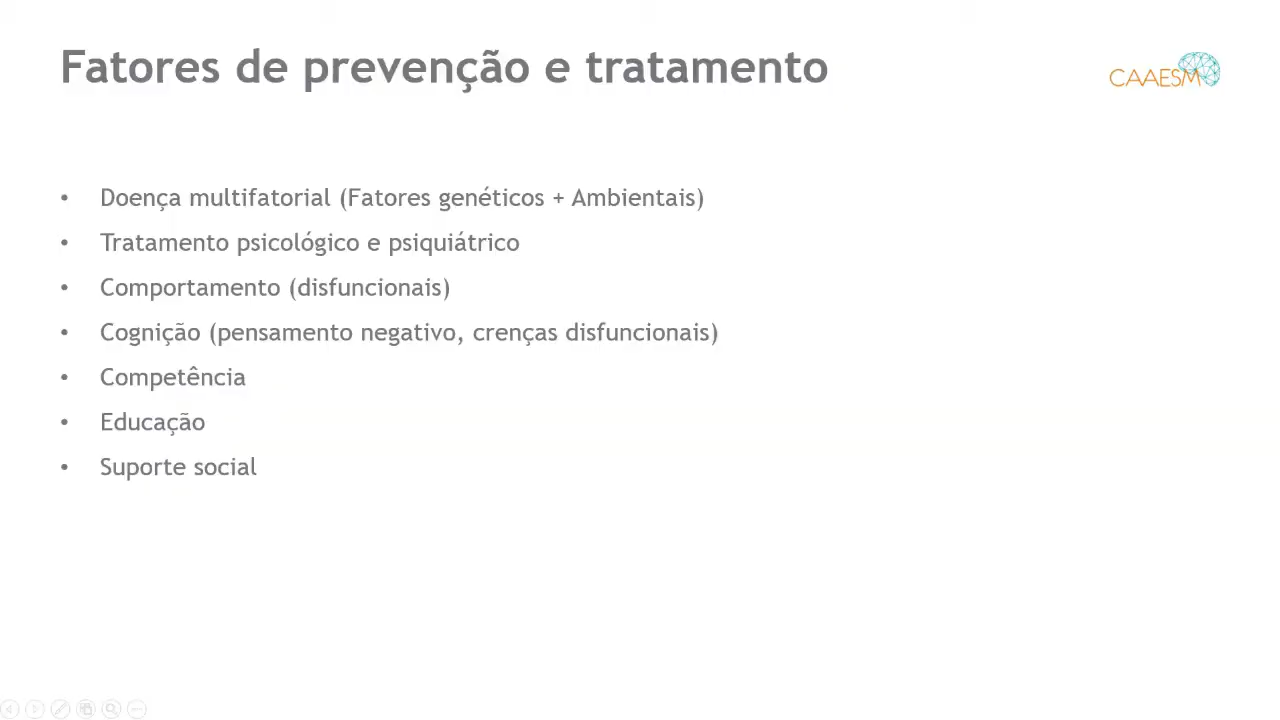 Fatores de prevenção e tratamento
CAAESM
• Doença multifatorial (Fatores genéticos + Ambientais)
• Tratamento psicológico e psiquiátrico
• Comportamento (disfuncionais)
• Cognição (pensamento negativo, crenças disfuncionais)
• Competência
• Educação
• Suporte social